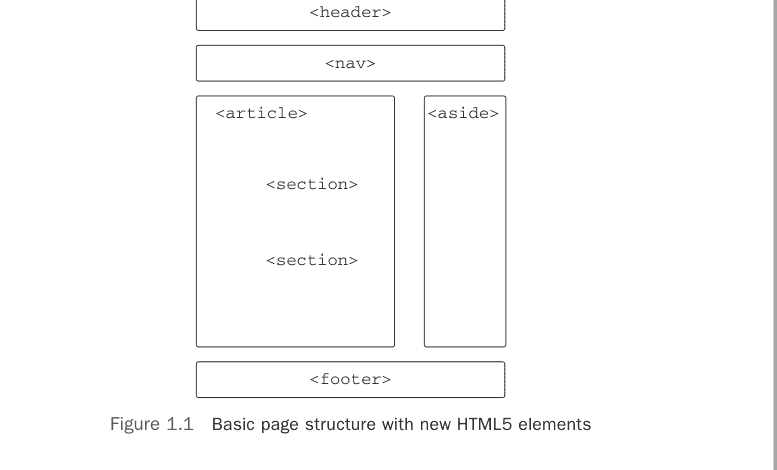 <header>
<nav>
<article>
<aside>
<section>
<section>
<footer>
Figure 1.1 Basic page structure with new HTML5 elements